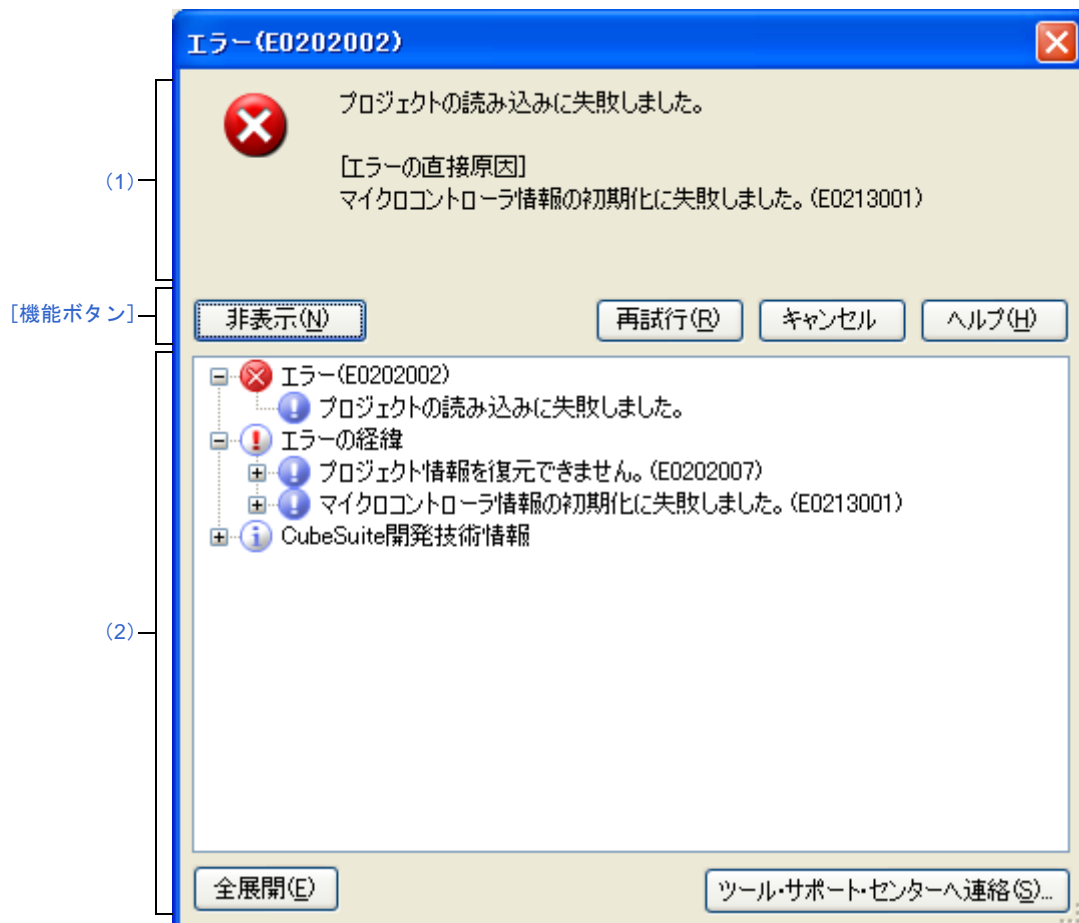 エラー(E0202002)
プロジェクトの読み込みに失敗しました。
[エラーの直接原因]
マイクロコントローラ情報の初期化に失敗しました。(E0213001)
(1)
[機能ボタン]
非表示(N) 再試行(R) キャンセル ヘルプ(H)
エラー(E0202002)
プロジェクトの読み込みに失敗しました。
エラーの経緯
プロジェクト情報を復元できません。(E0202007)
マイクロコントローラ情報の初期化に失敗しました。(E0213001)
CubeSuite開発技術情報
(2)
全展開(E) ツール・サポート・センターへ連絡(S)...